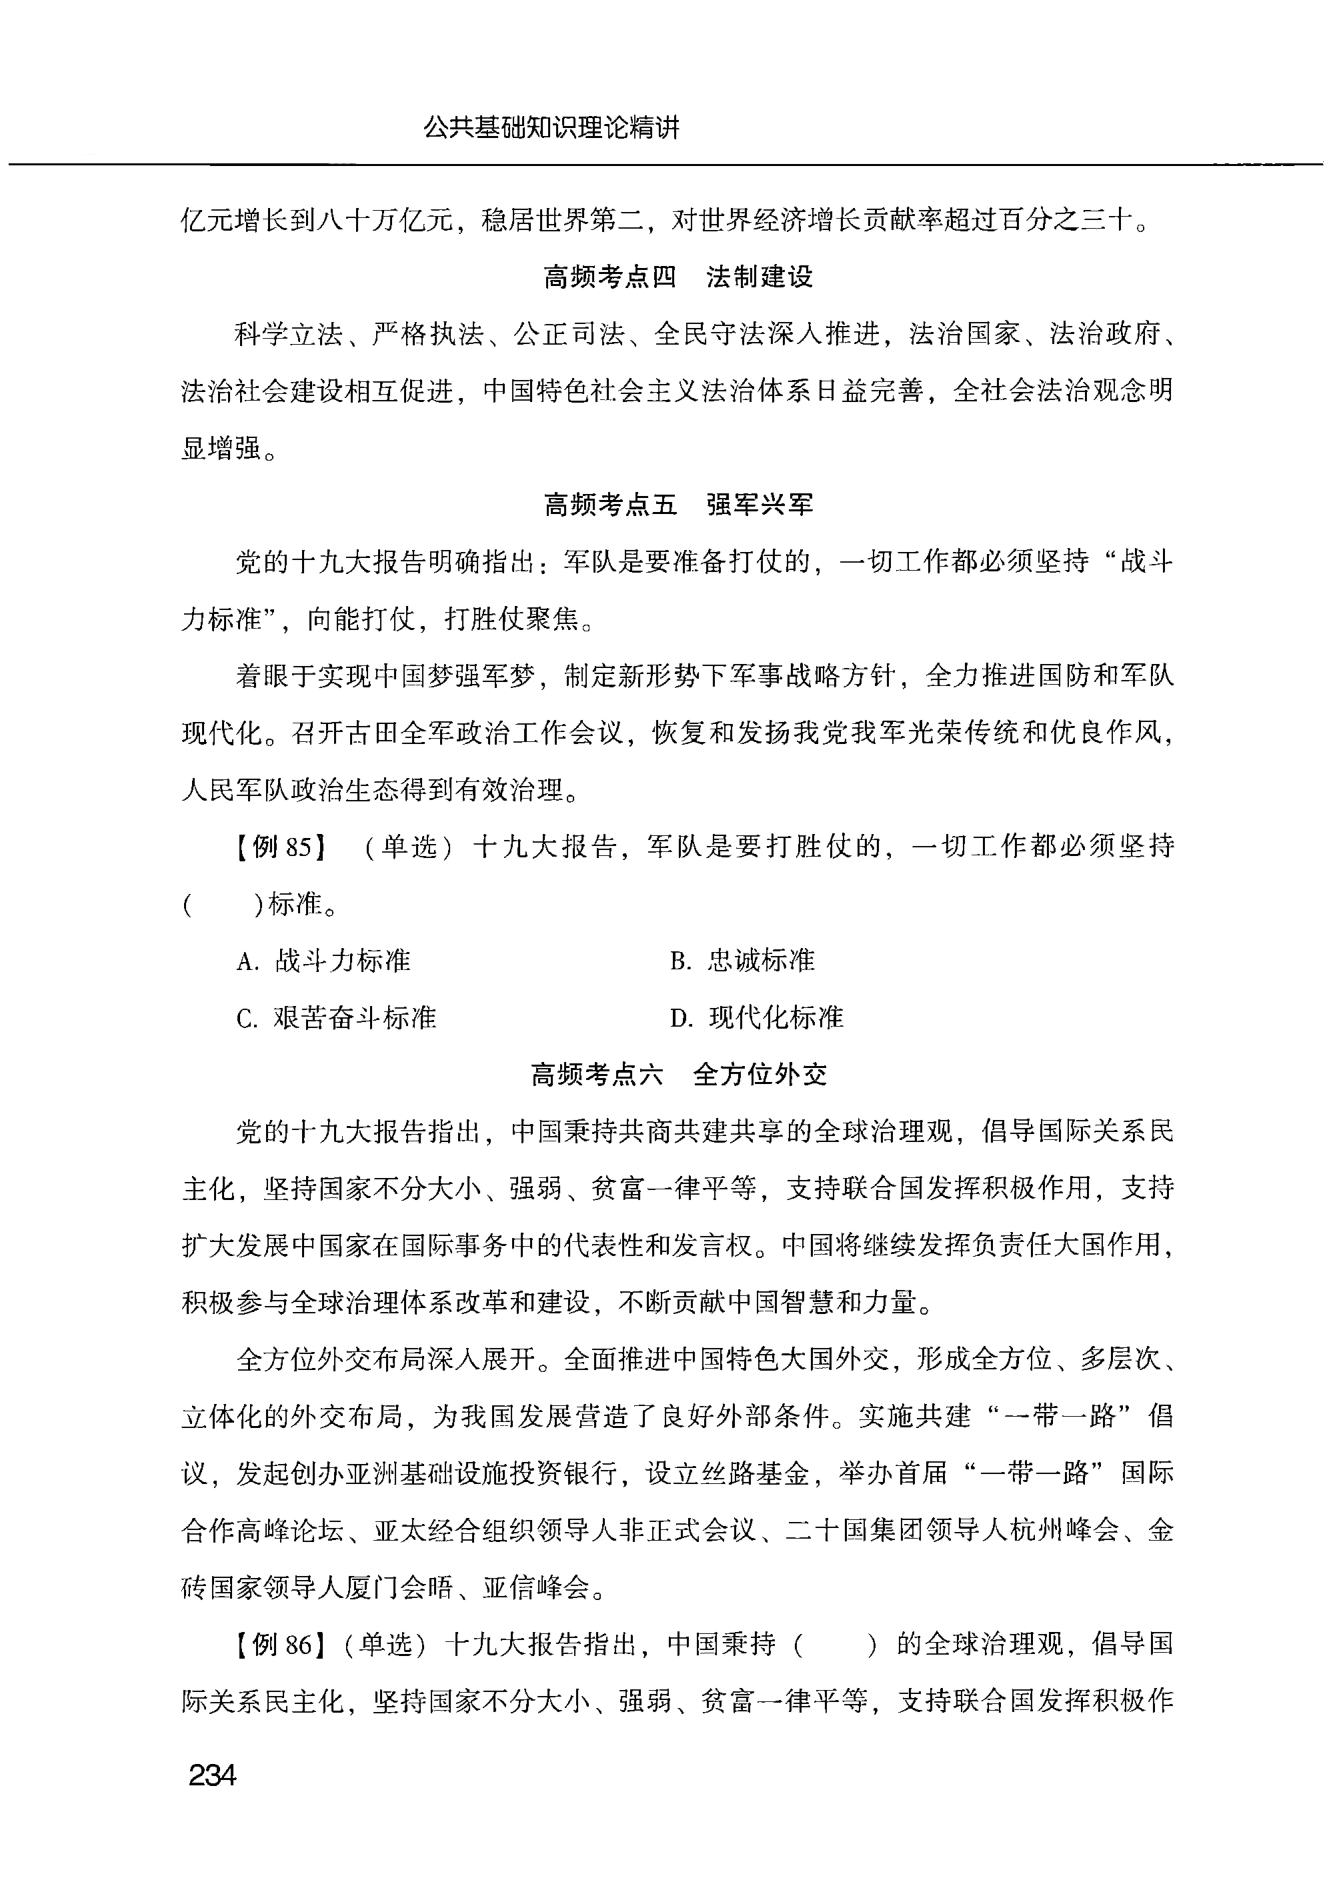 公共基础知识理论精讲
亿元增长到八十万亿元，稳居世界第二，对世界经济增长贡献率超过百分之三十。
高频考点四　法制建设
科学立法、严格执法、公正司法、全民守法深入推进，法治国家、法治政府、
法治社会建设相互促进，中国特色社会主义法治体系日益完善，全社会法治观念明
显增强。
高频考点五　强军兴军
党的十九大报告明确指出：军队是要准备打仗的，一切工作都必须坚持“战斗
力标准”，向能打仗，打胜仗聚焦。
着眼于实现中国梦强军梦，制定新形势下军事战略方针，全力推进国防和军队
现代化。召开古田全军政治工作会议，恢复和发扬我党我军光荣传统和优良作风，
人民军队政治生态得到有效治理。
【例 85】（单选）十九大报告，军队是要打胜仗的，一切工作都必须坚持
(　　)标准。
A. 战斗力标准　　B. 忠诚标准
C. 艰苦奋斗标准　　D. 现代化标准
高频考点六　全方位外交
党的十九大报告指出，中国秉持共商共建共享的全球治理观，倡导国际关系民
主化，坚持国家不分大小、强弱、贫富一律平等，支持联合国发挥积极作用，支持
扩大发展中国家在国际事务中的代表性和发言权。中国将继续发挥负责任大国作用，
积极参与全球治理体系改革和建设，不断贡献中国智慧和力量。
全方位外交布局深入展开。全面推进中国特色大国外交，形成全方位、多层次、
立体化的外交布局，为我国发展营造了良好外部条件。实施共建“一带一路”倡
议，发起创办亚洲基础设施投资银行，设立丝路基金，举办首届“一带一路”国际
合作高峰论坛、亚太经合组织领导人非正式会议、二十国集团领导人杭州峰会、金
砖国家领导人厦门会晤、亚信峰会。
【例 86】（单选）十九大报告指出，中国秉持（　　）的全球治理观，倡导国
际关系民主化，坚持国家不分大小、强弱、贫富一律平等，支持联合国发挥积极作
234